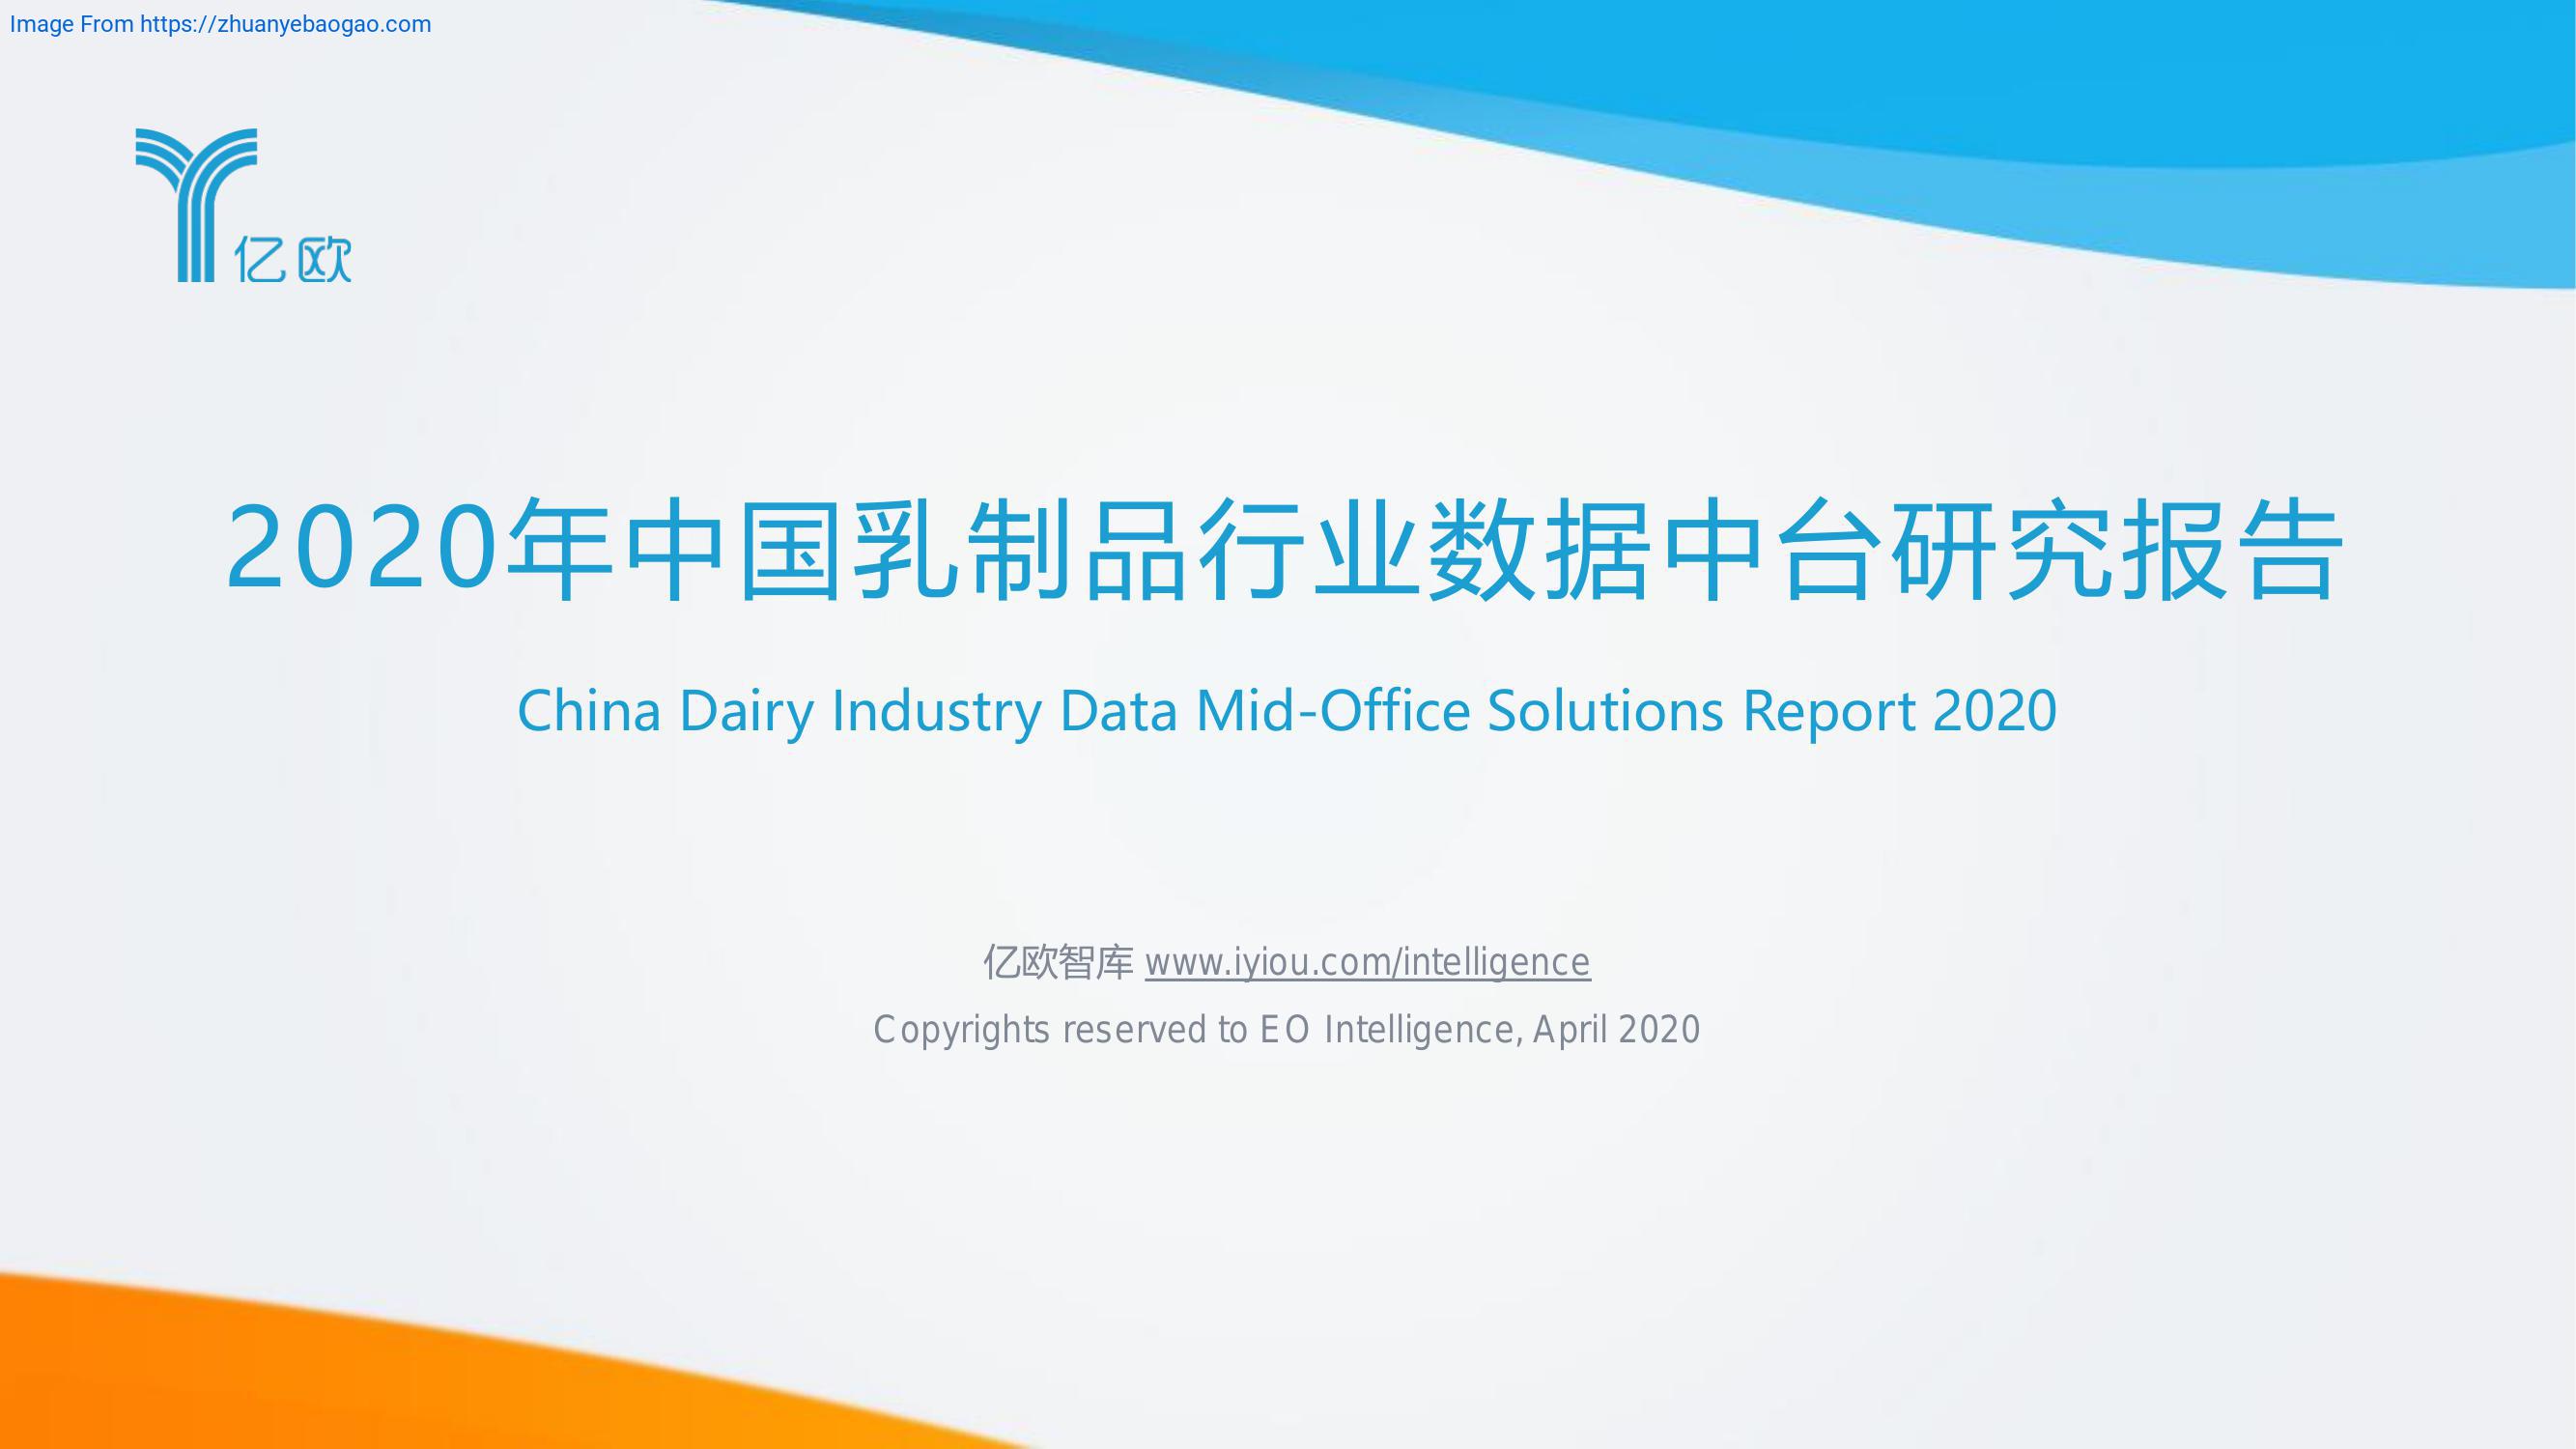 Image From https://zhuanyebaogao.com
亿欧
2020年中国乳制品行业数据中台研究报告
China Dairy Industry Data Mid-Office Solutions Report 2020
亿欧智库 www.iyiou.com/intelligence
Copyrights reserved to EO Intelligence, April 2020